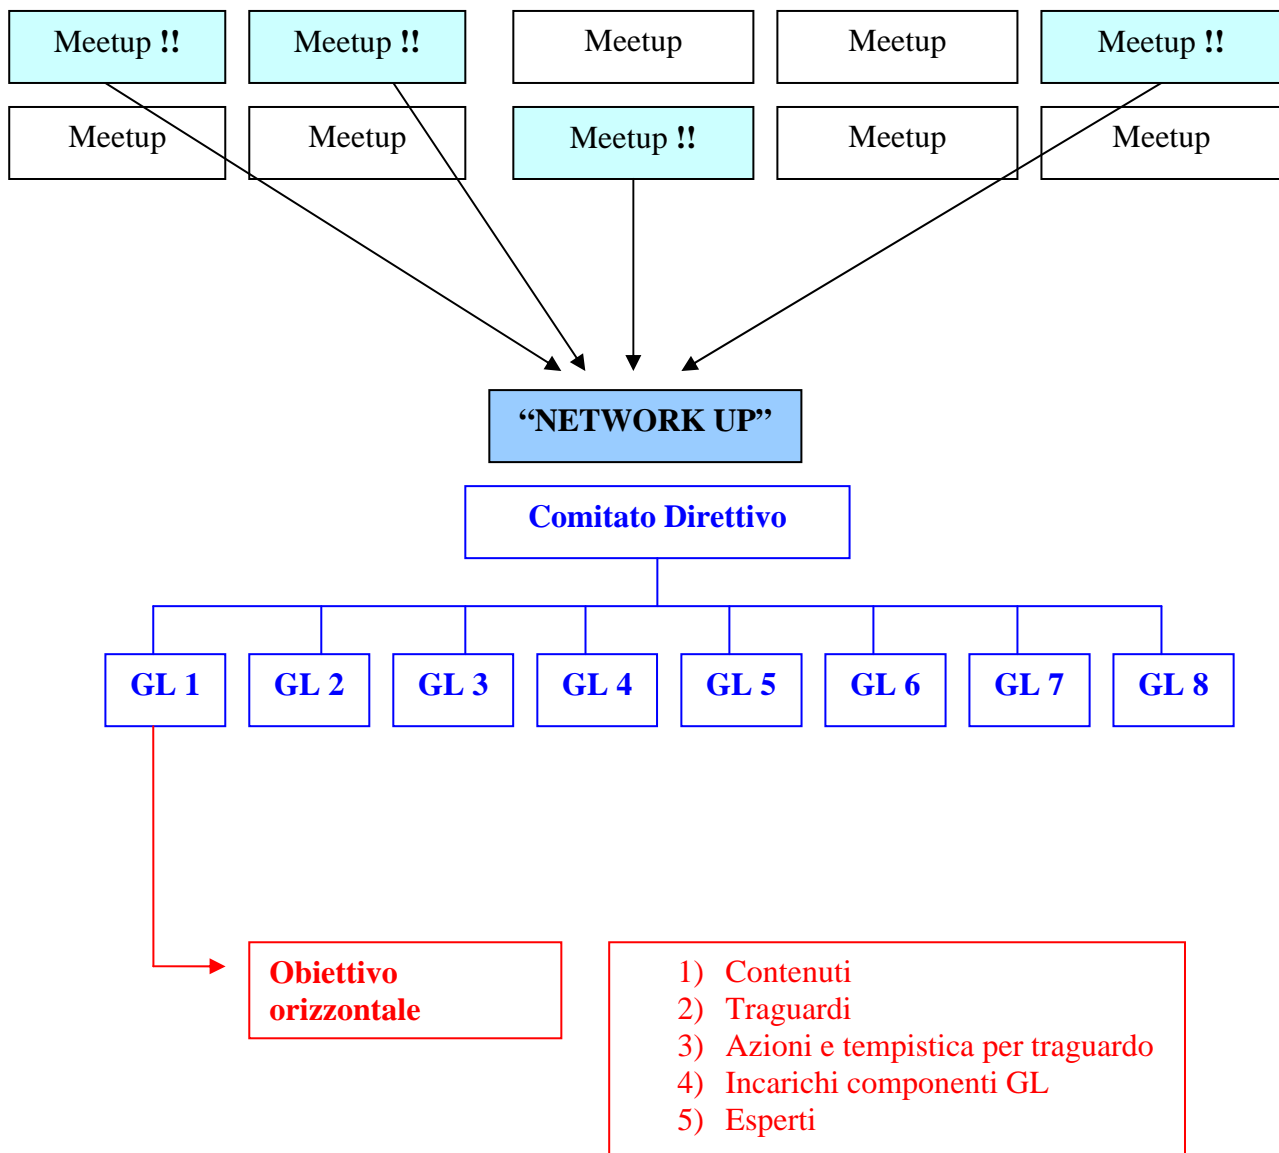 Meetup !! Meetup !! Meetup Meetup Meetup !!
Meetup Meetup Meetup !! Meetup Meetup
“NETWORK UP”
Comitato Direttivo
GL 1 GL 2 GL 3 GL 4 GL 5 GL 6 GL 7 GL 8
Obiettivo
orizzontale
1) Contenuti
2) Traguardi
3) Azioni e tempistica per traguardo
4) Incarichi componenti GL
5) Esperti